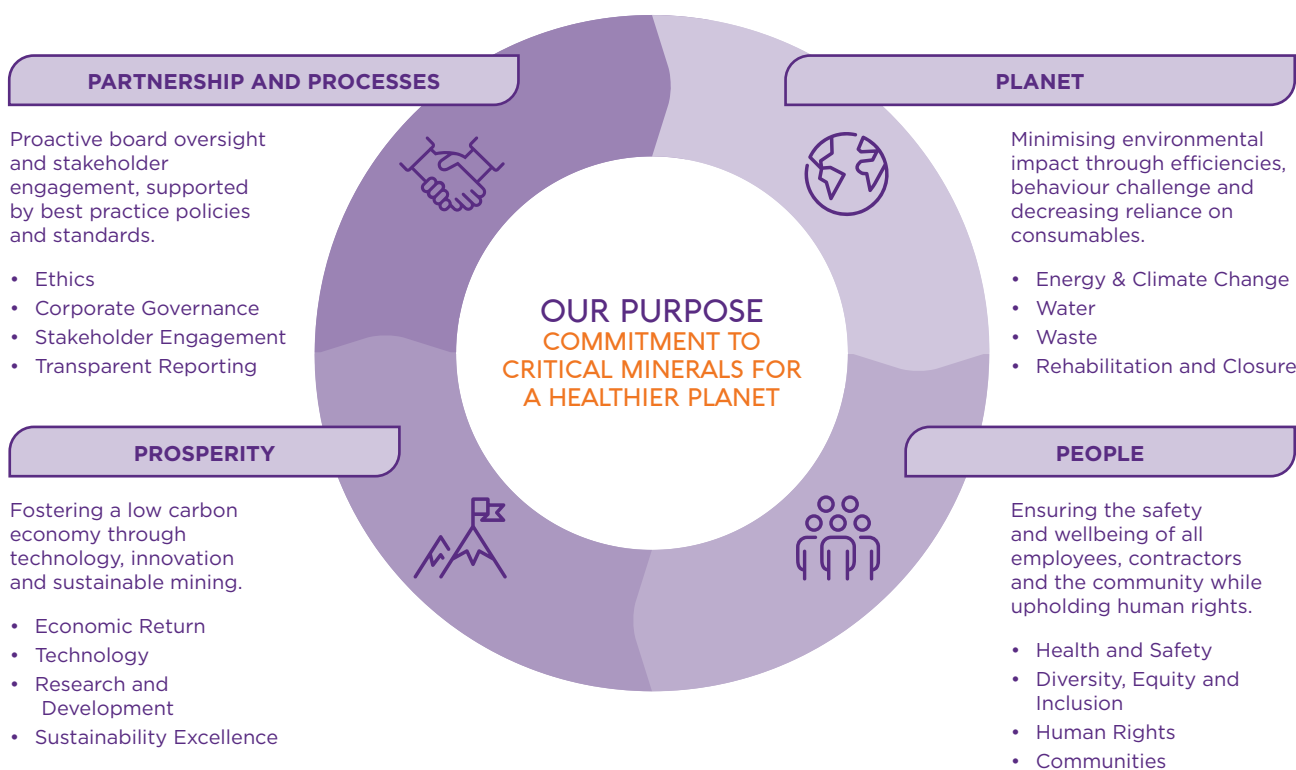 PARTNERSHIP AND PROCESSES
Proactive board oversight
and stakeholder
engagement, supported
by best practice policies
and standards.
• Ethics
• Corporate Governance
• Stakeholder Engagement
• Transparent Reporting
PLANET
Minimising environmental
impact through efficiencies,
behaviour challenge and
decreasing reliance on
consumables.
• Energy & Climate Change
• Water
• Waste
• Rehabilitation and Closure
OUR PURPOSE
COMMITMENT TO
CRITICAL MINERALS FOR
A HEALTHIER PLANET
PROSPERITY
Fostering a low carbon
economy through
technology, innovation
and sustainable mining.
• Economic Return
• Technology
• Research and
Development
• Sustainability Excellence
PEOPLE
Ensuring the safety
and wellbeing of all
employees, contractors
and the community while
upholding human rights.
• Health and Safety
• Diversity, Equity and
Inclusion
• Human Rights
• Communities